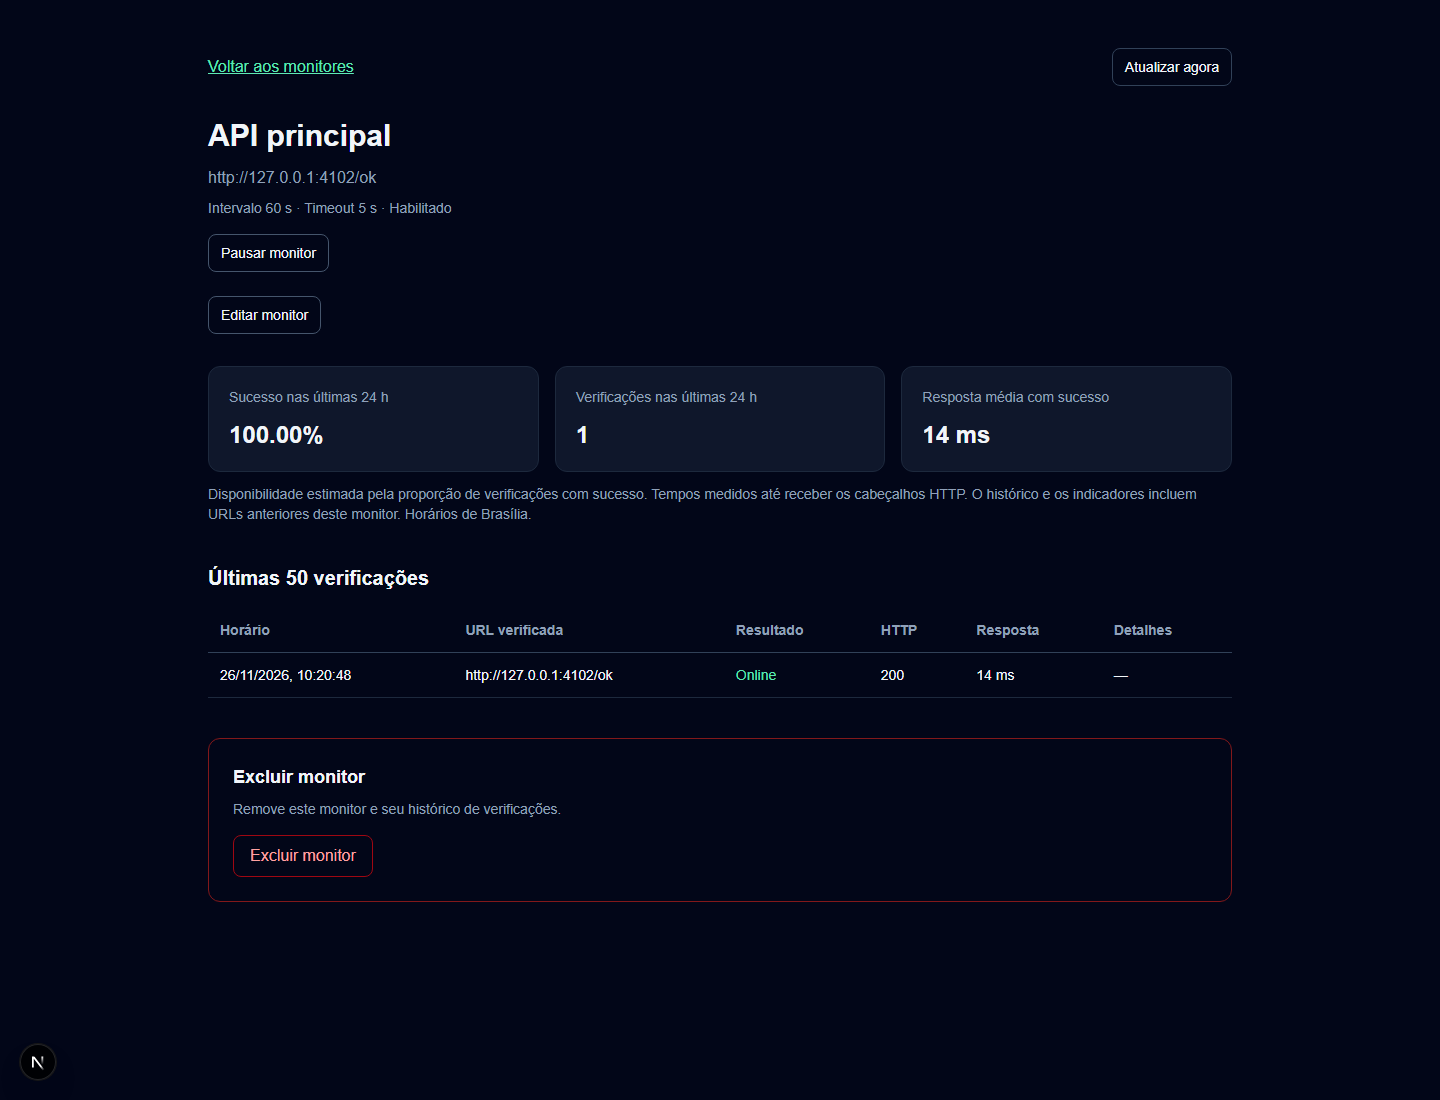 Voltar aos monitores
Atualizar agora
API principal
http://127.0.0.1:4102/ok
Intervalo 60 s · Timeout 5 s · Habilitado
Pausar monitor
Editar monitor
Sucesso nas últimas 24 h
100.00%
Verificações nas últimas 24 h
1
Resposta média com sucesso
14 ms
Disponibilidade estimada pela proporção de verificações com sucesso. Tempos medidos até receber os cabeçalhos HTTP. O histórico e os indicadores incluem
URLs anteriores deste monitor. Horários de Brasília.
Últimas 50 verificações
Horário URL verificada Resultado HTTP Resposta Detalhes
26/11/2026, 10:20:48 http://127.0.0.1:4102/ok Online 200 14 ms —
Excluir monitor
Remove este monitor e seu histórico de verificações.
Excluir monitor
N